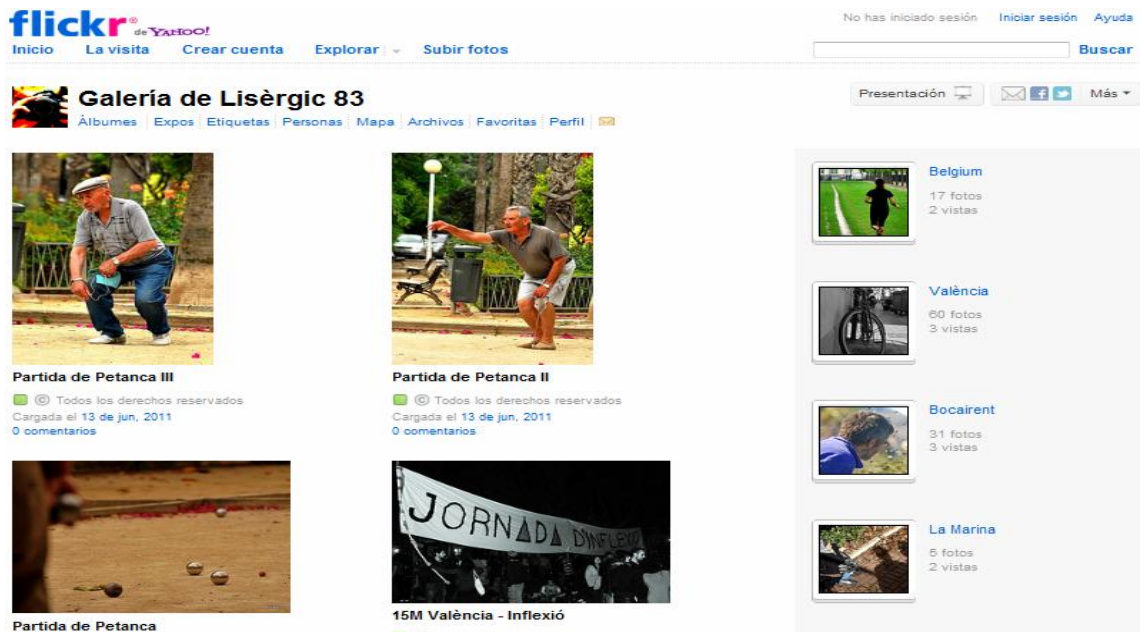 flickr® de YAHOO!
No has iniciado sesión Iniciar sesión Ayuda
Inicio La visita Crear cuenta Explorar Subir fotos
Buscar
Galería de Lisèrgic 83
Presentación Más
Álbumes Expos Etiquetas Personas Mapa Archivos Favoritas Perfil
Partida de Petanca III
© Todos los derechos reservados
Cargada el 13 de jun, 2011
0 comentarios
Partida de Petanca II
© Todos los derechos reservados
Cargada el 13 de jun, 2011
0 comentarios
JORNADA D'INFLEXIÓ
Partida de Petanca
15M València - Inflexió
Belgium
17 fotos
2 vistas
València
60 fotos
3 vistas
Bocairent
31 fotos
3 vistas
La Marina
5 fotos
2 vistas